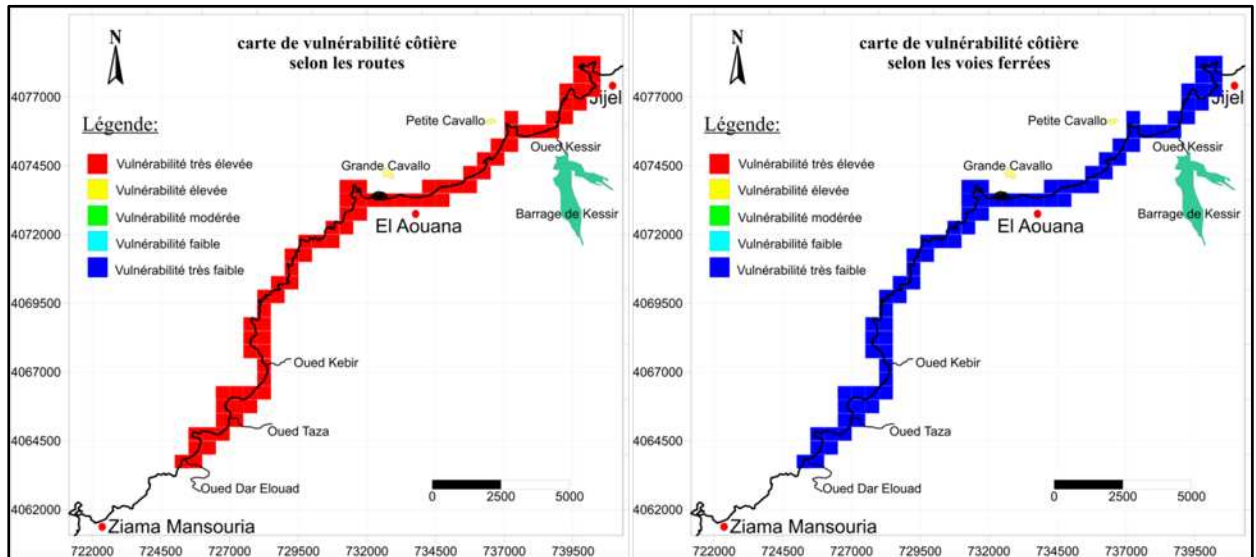 N
carte de vulnérabilité côtière
selon les routes
4077000
Jijel
Petite Cavallo
Légende:
Oued Kessir
4074500
Vulnérabilité très élevée
Grande Cavallo
Vulnérabilité élevée
Vulnérabilité modérée
Barrage de Kessir
El Aouana
4072000
Vulnérabilité faible
Vulnérabilité très faible
4069500
Oued Kebir
4067000
Oued Taza
4064500
Oued Dar Elouad
0 2500 5000
4062000
Ziama Mansouria
722000 724500 727000 729500 732000 734500 737000 739500
N
carte de vulnérabilité côtière
selon les voies ferrées
4077000
Jijel
Petite Cavallo
Légende:
Oued Kessir
4074500
Vulnérabilité très élevée
Grande Cavallo
Vulnérabilité élevée
Vulnérabilité modérée
Barrage de Kessir
El Aouana
4072000
Vulnérabilité faible
Vulnérabilité très faible
4069500
Oued Kebir
4067000
Oued Taza
4064500
Oued Dar Elouad
0 2500 5000
4062000
Ziama Mansouria
722000 724500 727000 729500 732000 734500 737000 739500